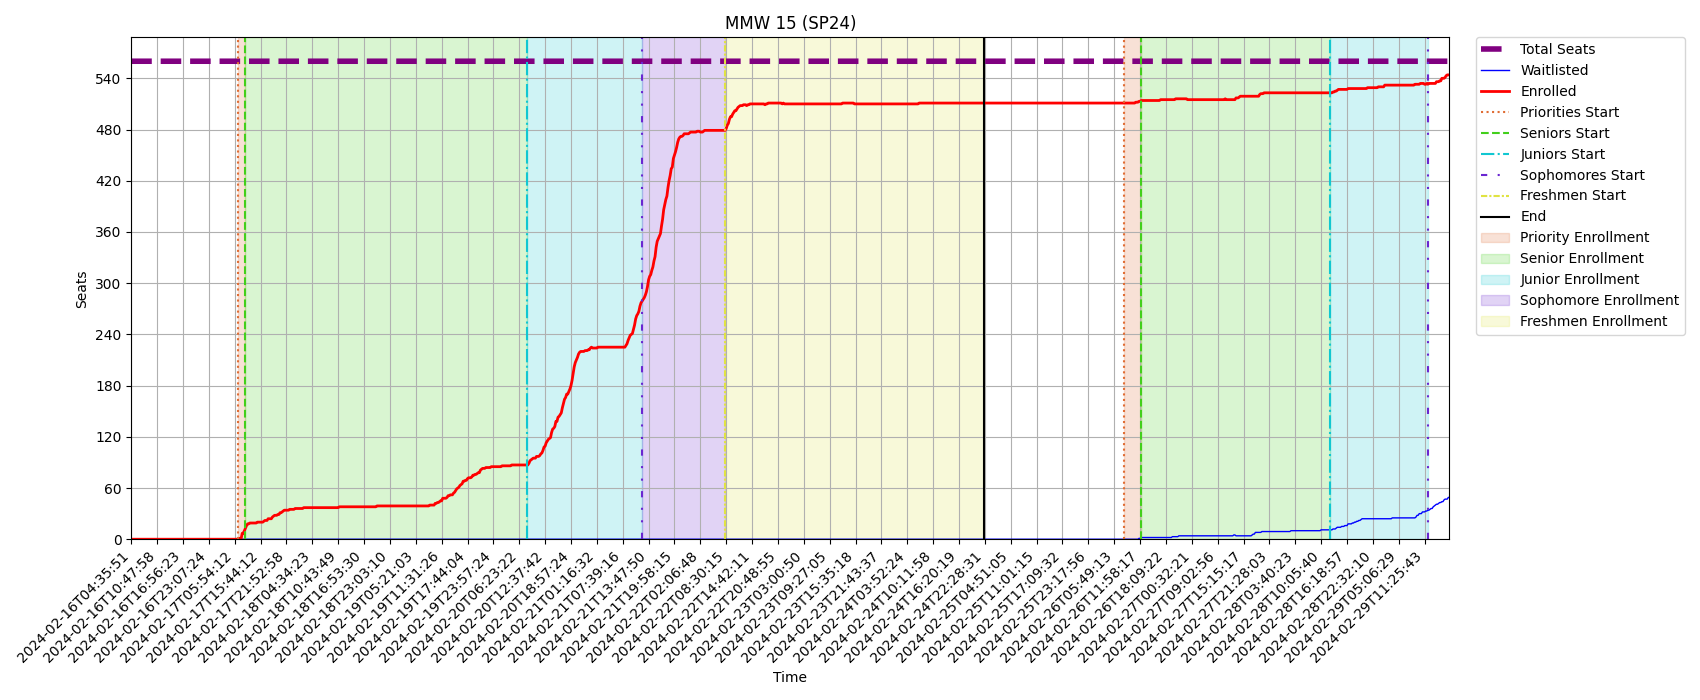 MMW 15 (SP24)
Total Seats
Waitlisted
Enrolled
Priorities Start
Seniors Start
Juniors Start
Sophomores Start
Freshmen Start
End
Priority Enrollment
Senior Enrollment
Junior Enrollment
Sophomore Enrollment
Freshmen Enrollment
Seats
540
480
420
360
300
240
180
120
60
0
2024-02-16T04:35:51
2024-02-16T10:47:58
2024-02-16T16:56:23
2024-02-16T23:07:24
2024-02-17T05:54:12
2024-02-17T15:44:12
2024-02-17T21:52:58
2024-02-18T04:34:23
2024-02-18T10:43:49
2024-02-18T16:53:30
2024-02-18T23:03:10
2024-02-19T05:21:03
2024-02-19T11:31:26
2024-02-19T17:44:04
2024-02-19T23:57:24
2024-02-20T06:23:22
2024-02-20T12:37:42
2024-02-20T18:57:24
2024-02-21T01:16:32
2024-02-21T07:39:16
2024-02-21T13:47:50
2024-02-21T19:58:15
2024-02-22T02:06:48
2024-02-22T08:30:15
2024-02-22T14:42:11
2024-02-22T20:48:55
2024-02-23T03:00:50
2024-02-23T09:27:05
2024-02-23T15:35:18
2024-02-23T21:43:37
2024-02-24T03:52:24
2024-02-24T10:11:58
2024-02-24T16:20:19
2024-02-24T22:28:31
2024-02-25T04:51:05
2024-02-25T11:01:15
2024-02-25T17:09:32
2024-02-25T23:17:56
2024-02-26T05:49:13
2024-02-26T11:58:17
2024-02-26T18:09:22
2024-02-27T00:32:21
2024-02-27T09:02:56
2024-02-27T15:15:17
2024-02-27T21:28:03
2024-02-28T03:40:23
2024-02-28T10:05:40
2024-02-28T16:18:57
2024-02-28T22:32:10
2024-02-29T05:06:29
2024-02-29T11:25:43
Time